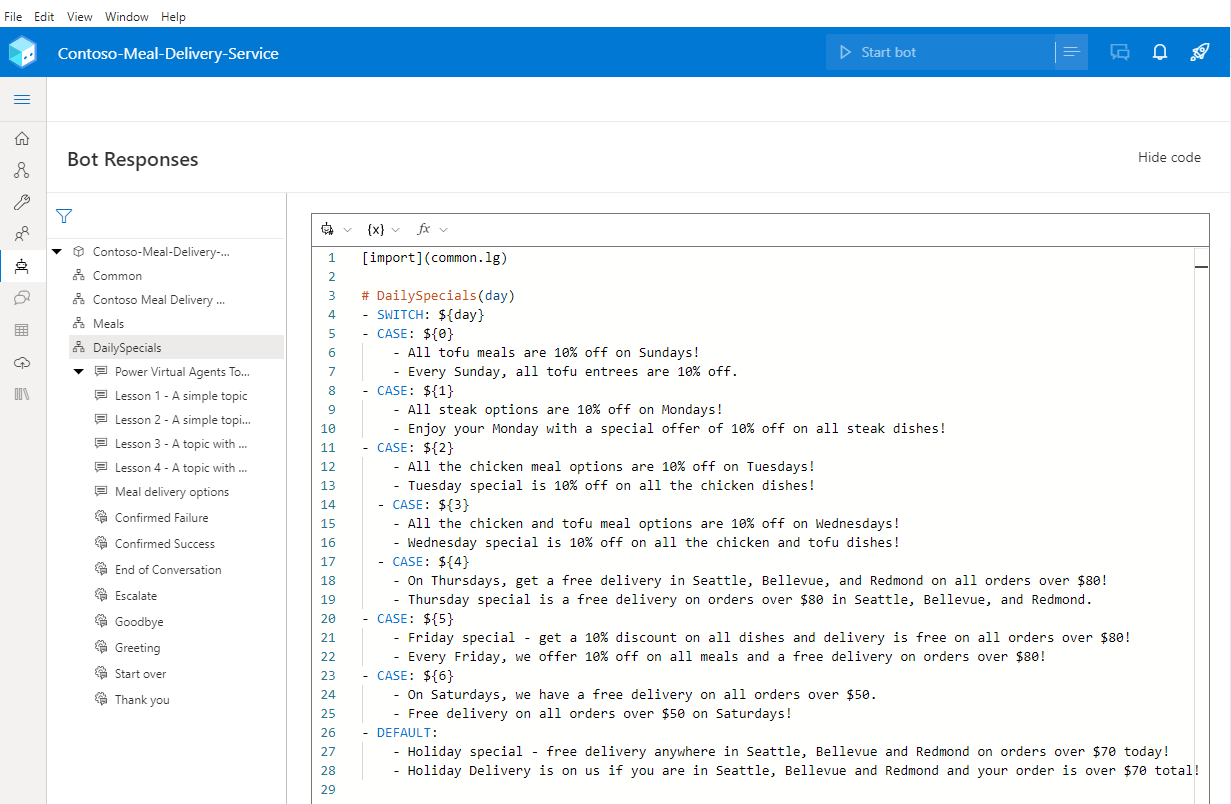 File Edit View Window Help
Contoso-Meal-Delivery-Service
Start bot
Bot Responses
Hide code
Contoso-Meal-Delivery-...
Common
Contoso Meal Delivery ...
Meals
DailySpecials
Power Virtual Agents To...
Lesson 1 - A simple topic
Lesson 2 - A simple topi...
Lesson 3 - A topic with ...
Lesson 4 - A topic with ...
Meal delivery options
Confirmed Failure
Confirmed Success
End of Conversation
Escalate
Goodbye
Greeting
Start over
Thank you
{x} fx
1 [import](common.lg)
2
3 # DailySpecials(day)
4 - SWITCH: ${day}
5 - CASE: ${0}
6 - All tofu meals are 10% off on Sundays!
7 - Every Sunday, all tofu entrees are 10% off.
8 - CASE: ${1}
9 - All steak options are 10% off on Mondays!
10 - Enjoy your Monday with a special offer of 10% off on all steak dishes!
11 - CASE: ${2}
12 - All the chicken meal options are 10% off on Tuesdays!
13 - Tuesday special is 10% off on all the chicken dishes!
14 - CASE: ${3}
15 - All the chicken and tofu meal options are 10% off on Wednesdays!
16 - Wednesday special is 10% off on all the chicken and tofu dishes!
17 - CASE: ${4}
18 - On Thursdays, get a free delivery in Seattle, Bellevue, and Redmond on all orders over $80!
19 - Thursday special is a free delivery on orders over $80 in Seattle, Bellevue, and Redmond.
20 - CASE: ${5}
21 - Friday special - get a 10% discount on all dishes and delivery is free on all orders over $80!
22 - Every Friday, we offer 10% off on all meals and a free delivery on orders over $80!
23 - CASE: ${6}
24 - On Saturdays, we have a free delivery on all orders over $50.
25 - Free delivery on all orders over $50 on Saturdays!
26 - DEFAULT:
27 - Holiday special - free delivery anywhere in Seattle, Bellevue and Redmond on orders over $70 today!
28 - Holiday Delivery is on us if you are in Seattle, Bellevue and Redmond and your order is over $70 total!
29